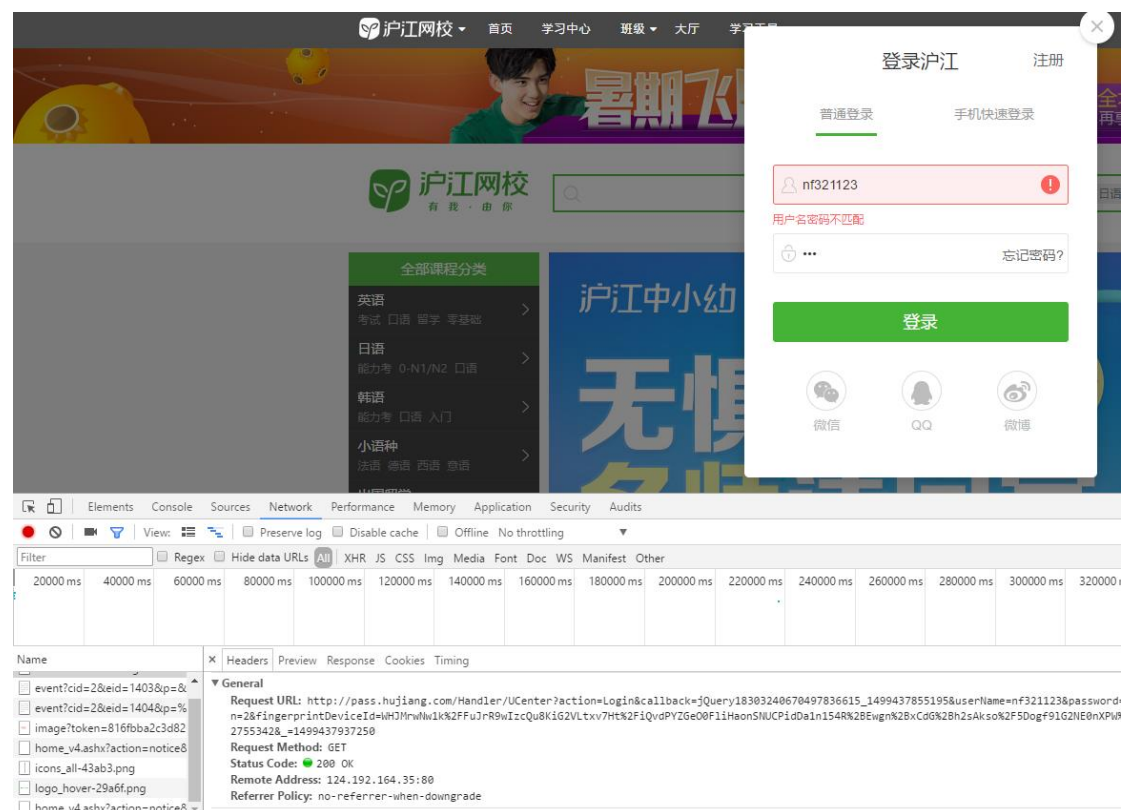 沪江网校 首页 学习中心 班级 大厅
登录沪江 注册
暑期
普通登录 手机快速登录
nf321123
用户名密码不匹配
忘记密码?
登录
微信 QQ 微博
沪江网校
有我·由你
全部课程分类
英语
考试 口语 留学 零基础
日语
能力考 0-N1/N2 口语
韩语
能力考 口语 入门
小语种
法语 德语 西语 意语
沪江中小幼
无惧
Elements Console Sources Network Performance Memory Application Security Audits
View: Preserve log Disable cache Offline No throttling
Filter Regex Hide data URLs All XHR JS CSS Img Media Font Doc WS Manifest Other
20000 ms 40000 ms 60000 ms 80000 ms 100000 ms 120000 ms 140000 ms 160000 ms 180000 ms 200000 ms 220000 ms 240000 ms 260000 ms 280000 ms 300000 ms 320000
Name × Headers Preview Response Cookies Timing
event?cid=2&eid=1403&p=&
event?cid=2&eid=1404&p=%
image?token=816fbba2c3d82
home_v4.ashx?action=notice&
icons_all-43ab3.png
logo_hover-29a6f.png
home_v4.ashx?action=notice&
General
Request URL: http://pass.hujiang.com/Handler/UCenter?action=Login&callback=jQuery18303240670497836615_1499437855195&userName=nf321123&password=
n=2&fingerprintDeviceId=WHJMrwNw1k%2FFuJrR9wIzcQu8KiG2VLtxv7Ht%2FiQvdPYZGeO0FliHaonSNUCPidDa1n154R%2BEwgn%2BxCdG%2Bh2sAkso%2F5Dogf9lG2NE0nXPW%
2755342&_=1499437937250
Request Method: GET
Status Code: 200 OK
Remote Address: 124.192.164.35:80
Referrer Policy: no-referrer-when-downgrade